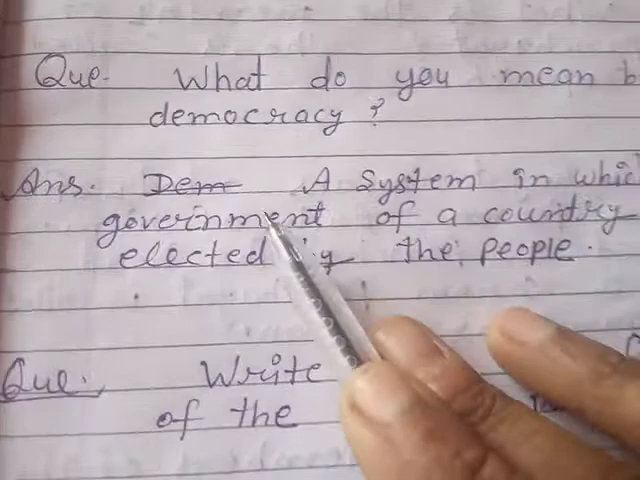 Que. What do you mean b
democracy?
Ans. Dem A System in whic
government of a country
elected the people.
Que. Write
of the